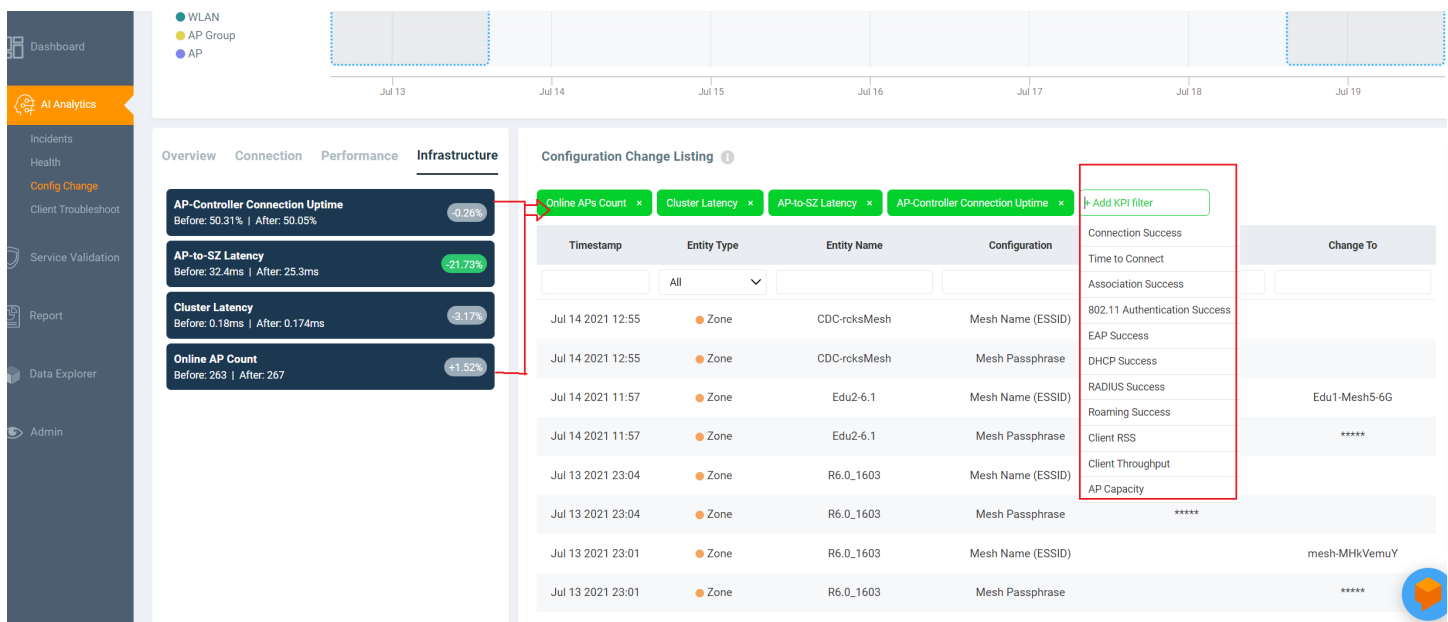 WLAN
AP Group
AP
Jul 13 Jul 14 Jul 15 Jul 16 Jul 17 Jul 18 Jul 19
Dashboard
AI Analytics
Incidents
Health
Config Change
Client Troubleshoot
Service Validation
Report
Data Explorer
Admin
Overview Connection Performance Infrastructure
AP-Controller Connection Uptime
Before: 50.31% | After: 50.05%
-0.26%
AP-to-SZ Latency
Before: 32.4ms | After: 25.3ms
-21.73%
Cluster Latency
Before: 0.18ms | After: 0.174ms
-3.17%
Online AP Count
Before: 263 | After: 267
+1.52%
Configuration Change Listing i
Online APs Count × Cluster Latency × AP-to-SZ Latency × AP-Controller Connection Uptime × + Add KPI filter
Connection Success
Time to Connect
Association Success
802.11 Authentication Success
EAP Success
DHCP Success
RADIUS Success
Roaming Success
Client RSS
Client Throughput
AP Capacity
Timestamp Entity Type Entity Name Configuration Change To
All
Jul 14 2021 12:55 Zone CDC-rcksMesh Mesh Name (ESSID)
Jul 14 2021 12:55 Zone CDC-rcksMesh Mesh Passphrase
Jul 14 2021 11:57 Zone Edu2-6.1 Mesh Name (ESSID) Edu1-Mesh5-6G
Jul 14 2021 11:57 Zone Edu2-6.1 Mesh Passphrase *****
Jul 13 2021 23:04 Zone R6.0_1603 Mesh Name (ESSID)
Jul 13 2021 23:04 Zone R6.0_1603 Mesh Passphrase *****
Jul 13 2021 23:01 Zone R6.0_1603 Mesh Name (ESSID) mesh-MHkVemuY
Jul 13 2021 23:01 Zone R6.0_1603 Mesh Passphrase *****